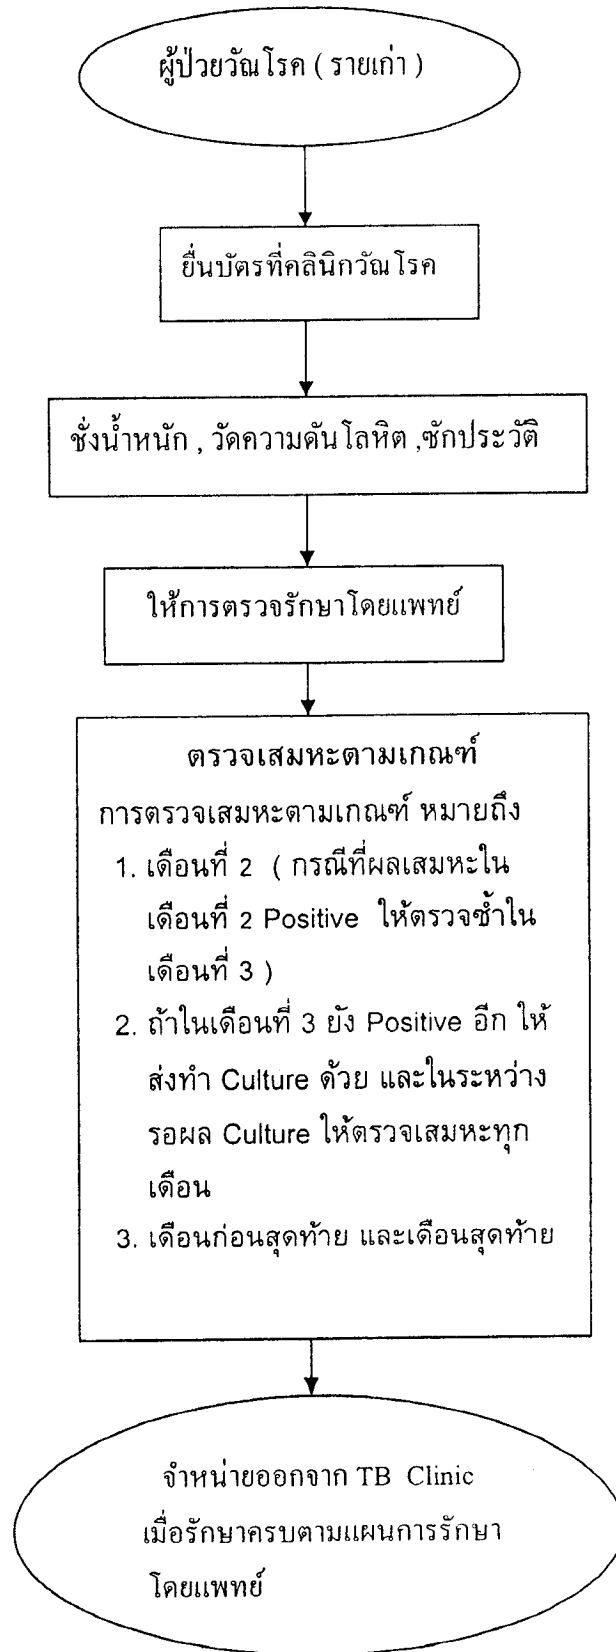 ผู้ป่วยวัณโรค ( รายเก่า )
ยื่นบัตรที่คลินิกวัณโรค
ชั่งน้ำหนัก , วัดความดันโลหิต ,ซักประวัติ
ให้การตรวจรักษาโดยแพทย์
ตรวจเสมหะตามเกณฑ์
การตรวจเสมหะตามเกณฑ์ หมายถึง
1. เดือนที่ 2 ( กรณีที่ผลเสมหะใน
เดือนที่ 2 Positive ให้ตรวจซ้ำใน
เดือนที่ 3 )
2. ถ้าในเดือนที่ 3 ยัง Positive อีก ให้
ส่งทำ Culture ด้วย และในระหว่าง
รอผล Culture ให้ตรวจเสมหะทุก
เดือน
3. เดือนก่อนสุดท้าย และเดือนสุดท้าย
จำหน่ายออกจาก TB Clinic
เมื่อรักษาครบตามแผนการรักษา
โดยแพทย์